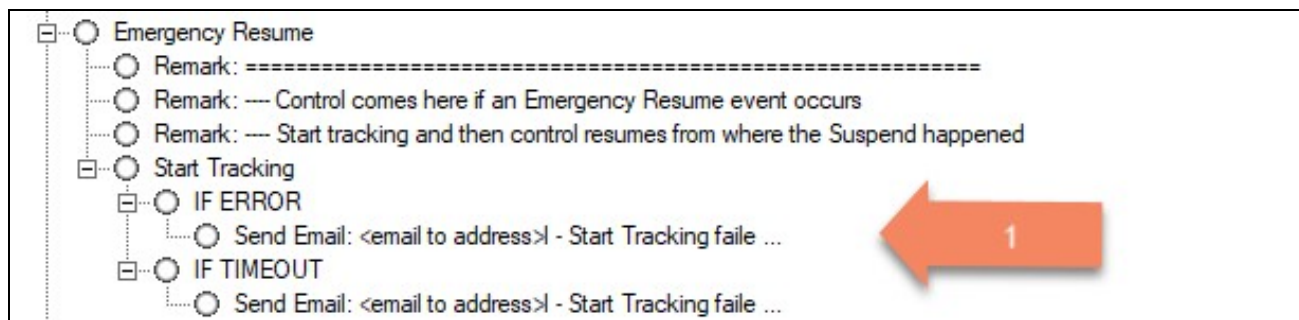 Emergency Resume
Remark: ==========================================================
Remark: ---- Control comes here if an Emergency Resume event occurs
Remark: ---- Start tracking and then control resumes from where the Suspend happened
Start Tracking
IF ERROR
Send Email: <email to address>| - Start Tracking faile ...
1
IF TIMEOUT
Send Email: <email to address>| - Start Tracking faile ...